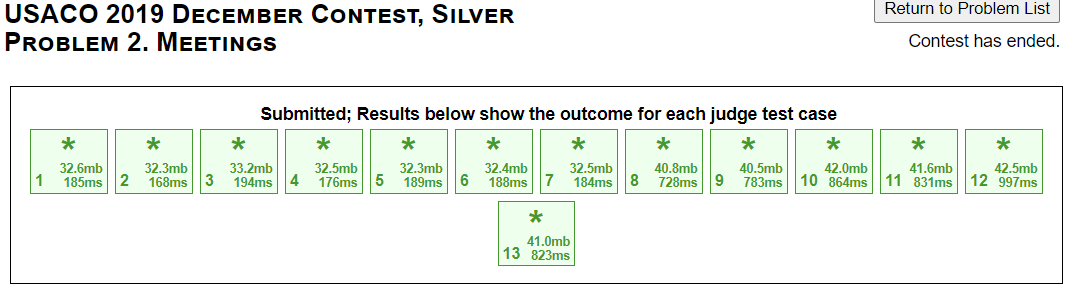 USACO 2019 December Contest, Silver
Problem 2. Meetings
Return to Problem List
Contest has ended.
Submitted; Results below show the outcome for each judge test case
* * * * * * * * * * * *
32.6mb 32.3mb 33.2mb 32.5mb 32.3mb 32.4mb 32.5mb 40.8mb 40.5mb 42.0mb 41.6mb 42.5mb
1 185ms 2 168ms 3 194ms 4 176ms 5 189ms 6 188ms 7 184ms 8 728ms 9 783ms 10 864ms 11 831ms 12 997ms
*
41.0mb
13 823ms